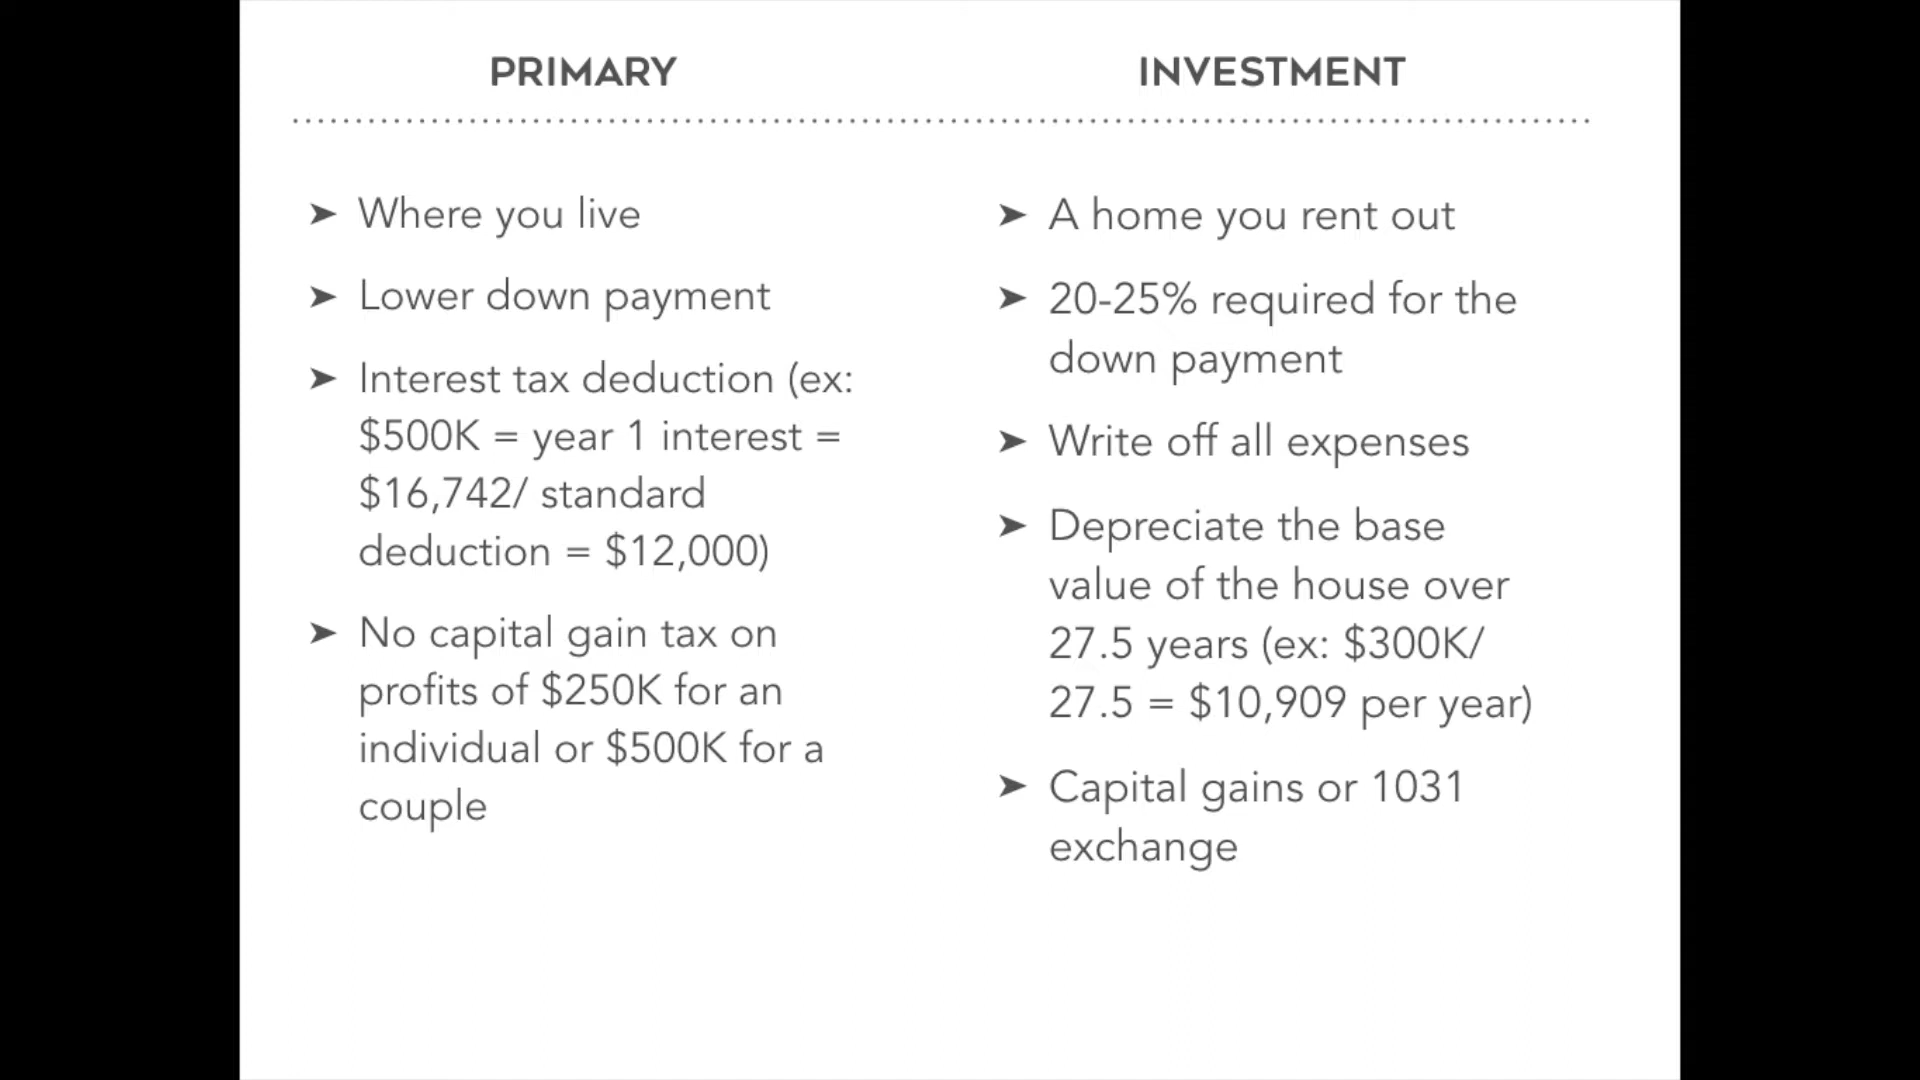 PRIMARY
➤ Where you live
➤ Lower down payment
➤ Interest tax deduction (ex:
$500K = year 1 interest =
$16,742/ standard
deduction = $12,000)
➤ No capital gain tax on
profits of $250K for an
individual or $500K for a
couple
INVESTMENT
➤ A home you rent out
➤ 20-25% required for the
down payment
➤ Write off all expenses
➤ Depreciate the base
value of the house over
27.5 years (ex: $300K/
27.5 = $10,909 per year)
➤ Capital gains or 1031
exchange